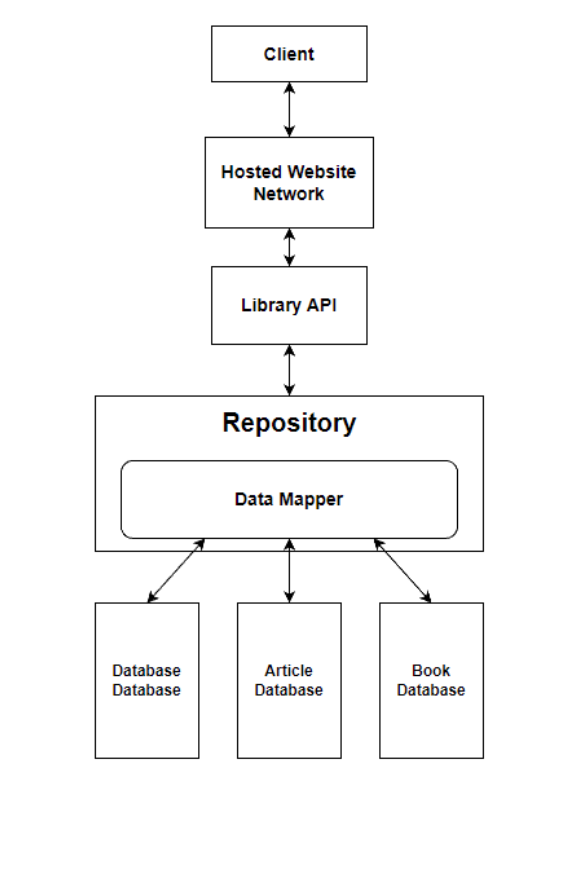 Client
Hosted Website
Network
Library API
Repository
Data Mapper
Database
Database
Article
Database
Book
Database